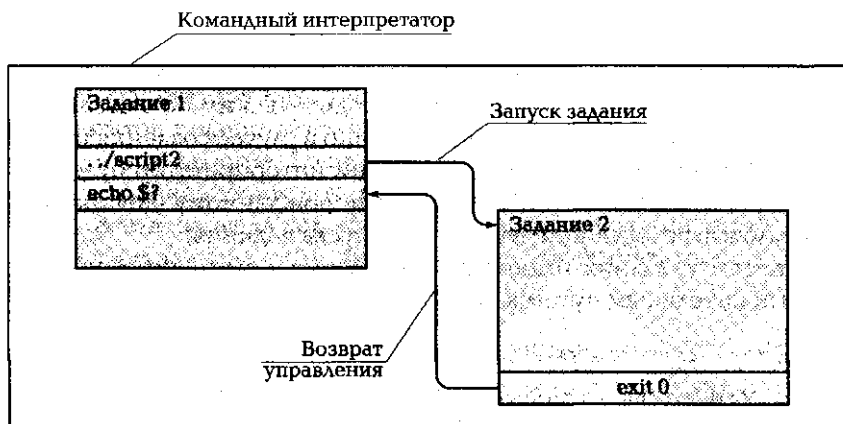 Командный интерпретатор
Задание 1
Запуск задания
. ./script2
echo $?
Задание 2
Возврат
управления
exit 0